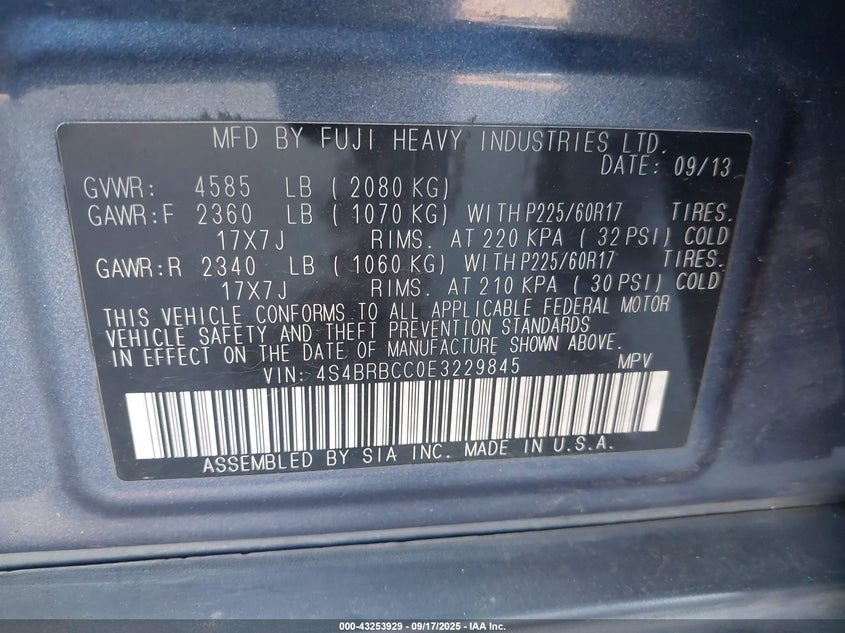 MFD BY FUJI HEAVY INDUSTRIES LTD.
DATE: 09/13
GVWR: 4585 LB ( 2080 KG)
GAWR:F 2360 LB ( 1070 KG) WITH P225/60R17 TIRES.
17X7J RIMS. AT 220 KPA ( 32 PSI) COLD
GAWR:R 2340 LB ( 1060 KG) WITH P225/60R17 TIRES.
17X7J RIMS. AT 210 KPA ( 30 PSI) COLD
THIS VEHICLE CONFORMS TO ALL APPLICABLE FEDERAL MOTOR
VEHICLE SAFETY AND THEFT PREVENTION STANDARDS
IN EFFECT ON THE DATE OF MANUFACTURE SHOWN ABOVE.
VIN: 4S4BRBCC0E3229845 MPV
ASSEMBLED BY SIA INC. MADE IN U.S.A.
000-43253929 - 09/17/2025 - IAA Inc.